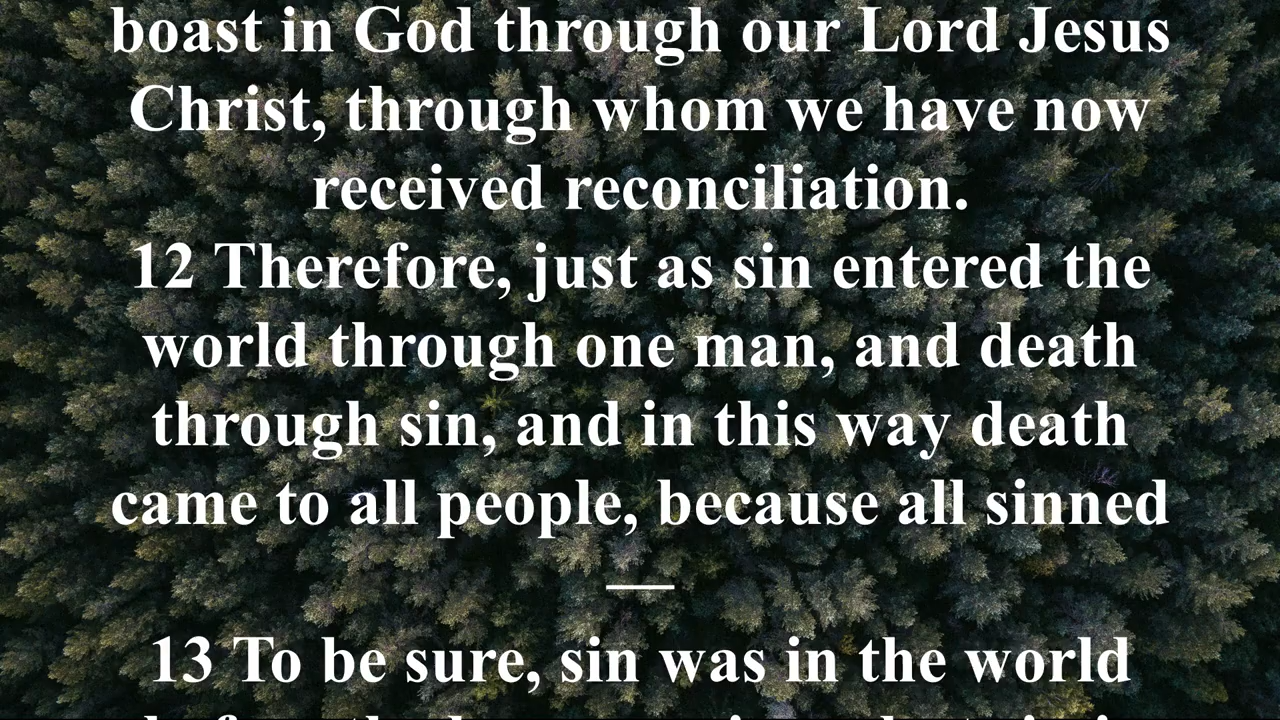 boast in God through our Lord Jesus
Christ, through whom we have now
received reconciliation.
12 Therefore, just as sin entered the
world through one man, and death
through sin, and in this way death
came to all people, because all sinned
—
13 To be sure, sin was in the world